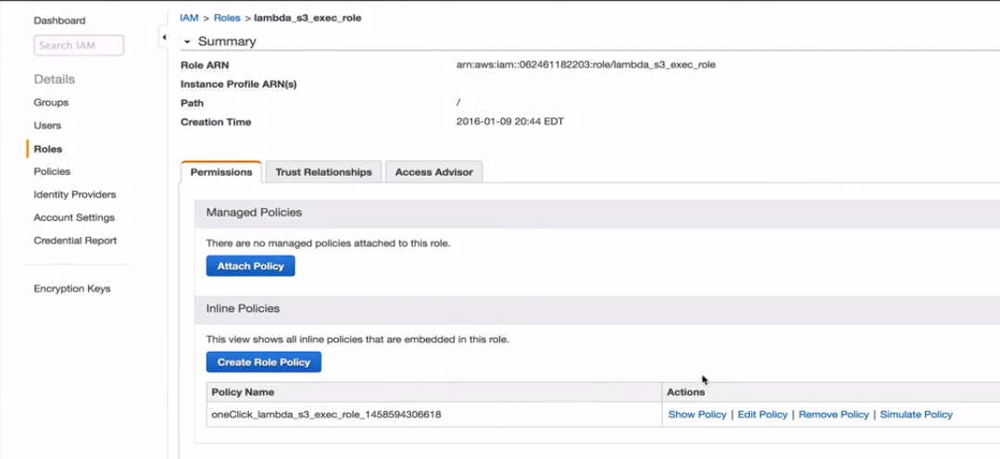 Dashboard
Search IAM
Details
Groups
Users
Roles
Policies
Identity Providers
Account Settings
Credential Report
Encryption Keys
IAM > Roles > lambda_s3_exec_role
Summary
Role ARN arn:aws:iam::062461182203:role/lambda_s3_exec_role
Instance Profile ARN(s)
Path /
Creation Time 2016-01-09 20:44 EDT
Permissions Trust Relationships Access Advisor
Managed Policies
There are no managed policies attached to this role.
Attach Policy
Inline Policies
This view shows all inline policies that are embedded in this role.
Create Role Policy
Policy Name Actions
oneClick_lambda_s3_exec_role_1458594306618 Show Policy | Edit Policy | Remove Policy | Simulate Policy